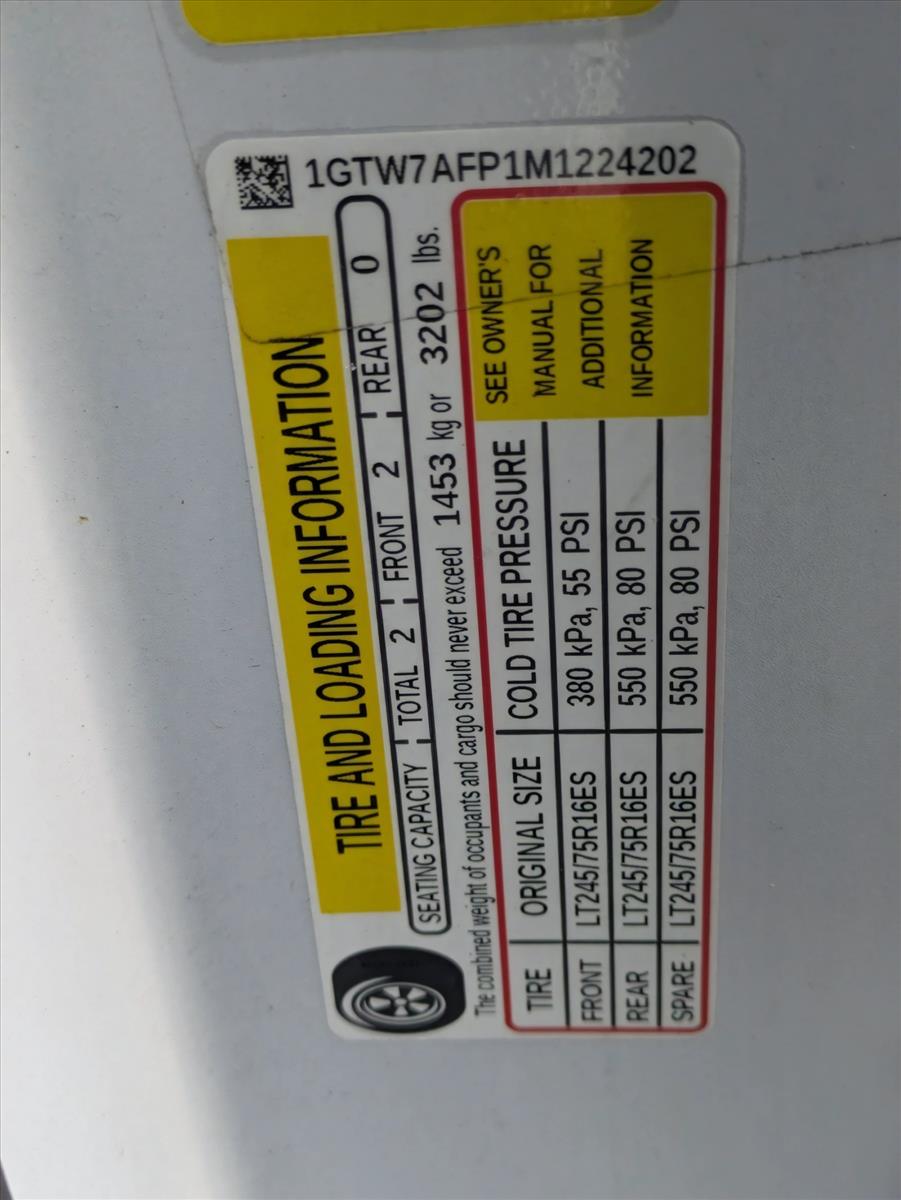 1GTW7AFP1M1224202
TIRE AND LOADING INFORMATION
SEATING CAPACITY TOTAL 2 FRONT 2 REAR 0
The combined weight of occupants and cargo should never exceed 1453 kg or 3202 lbs.
TIRE ORIGINAL SIZE COLD TIRE PRESSURE
FRONT LT245/75R16ES 380 kPa, 55 PSI
REAR LT245/75R16ES 550 kPa, 80 PSI
SPARE LT245/75R16ES 550 kPa, 80 PSI
SEE OWNER'S
MANUAL FOR
ADDITIONAL
INFORMATION